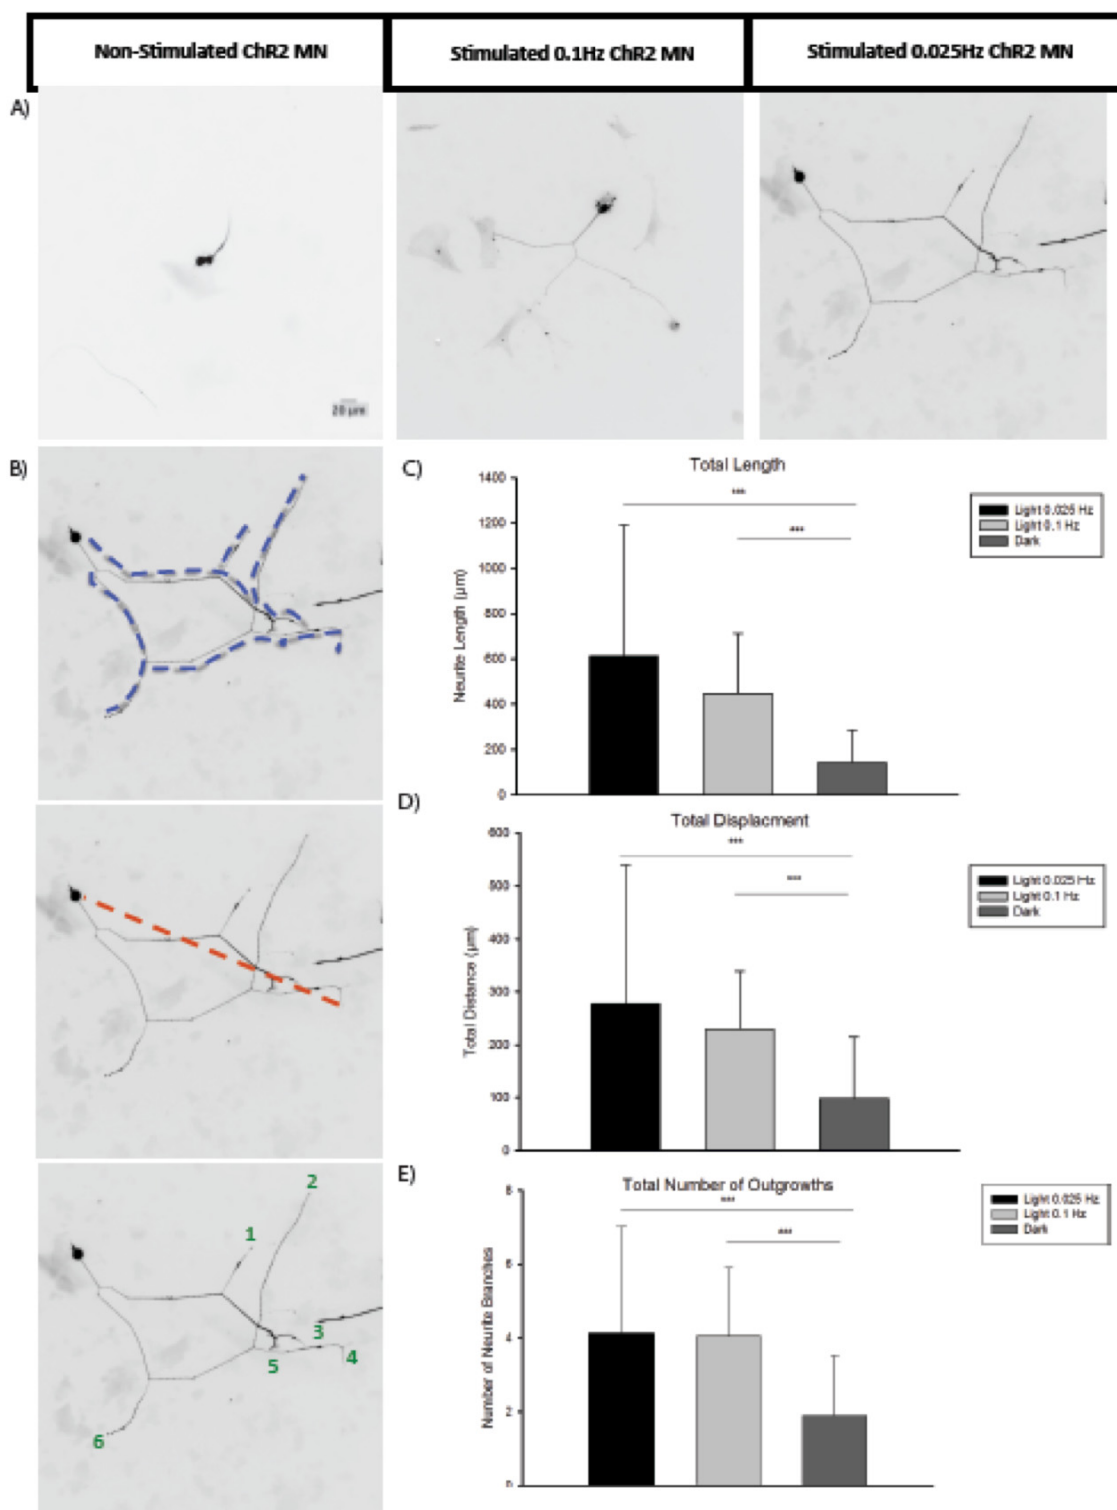 Non-Stimulated ChR2 MN
Stimulated 0.1Hz ChR2 MN
Stimulated 0.025Hz ChR2 MN
A)
20 µm
B)
C)
Total Length
1400
1200
1000
800
600
400
200
0
Neurite Length (µm)
***
***
Light 0.025 Hz
Light 0.1 Hz
Dark
D)
Total Displacment
600
500
400
300
200
100
0
Total Distance (µm)
***
***
Light 0.025 Hz
Light 0.1 Hz
Dark
1
2
3
4
5
6
E)
Total Number of Outgrowths
8
6
4
2
0
Number of Neurite Branches
***
***
Light 0.025 Hz
Light 0.1 Hz
Dark